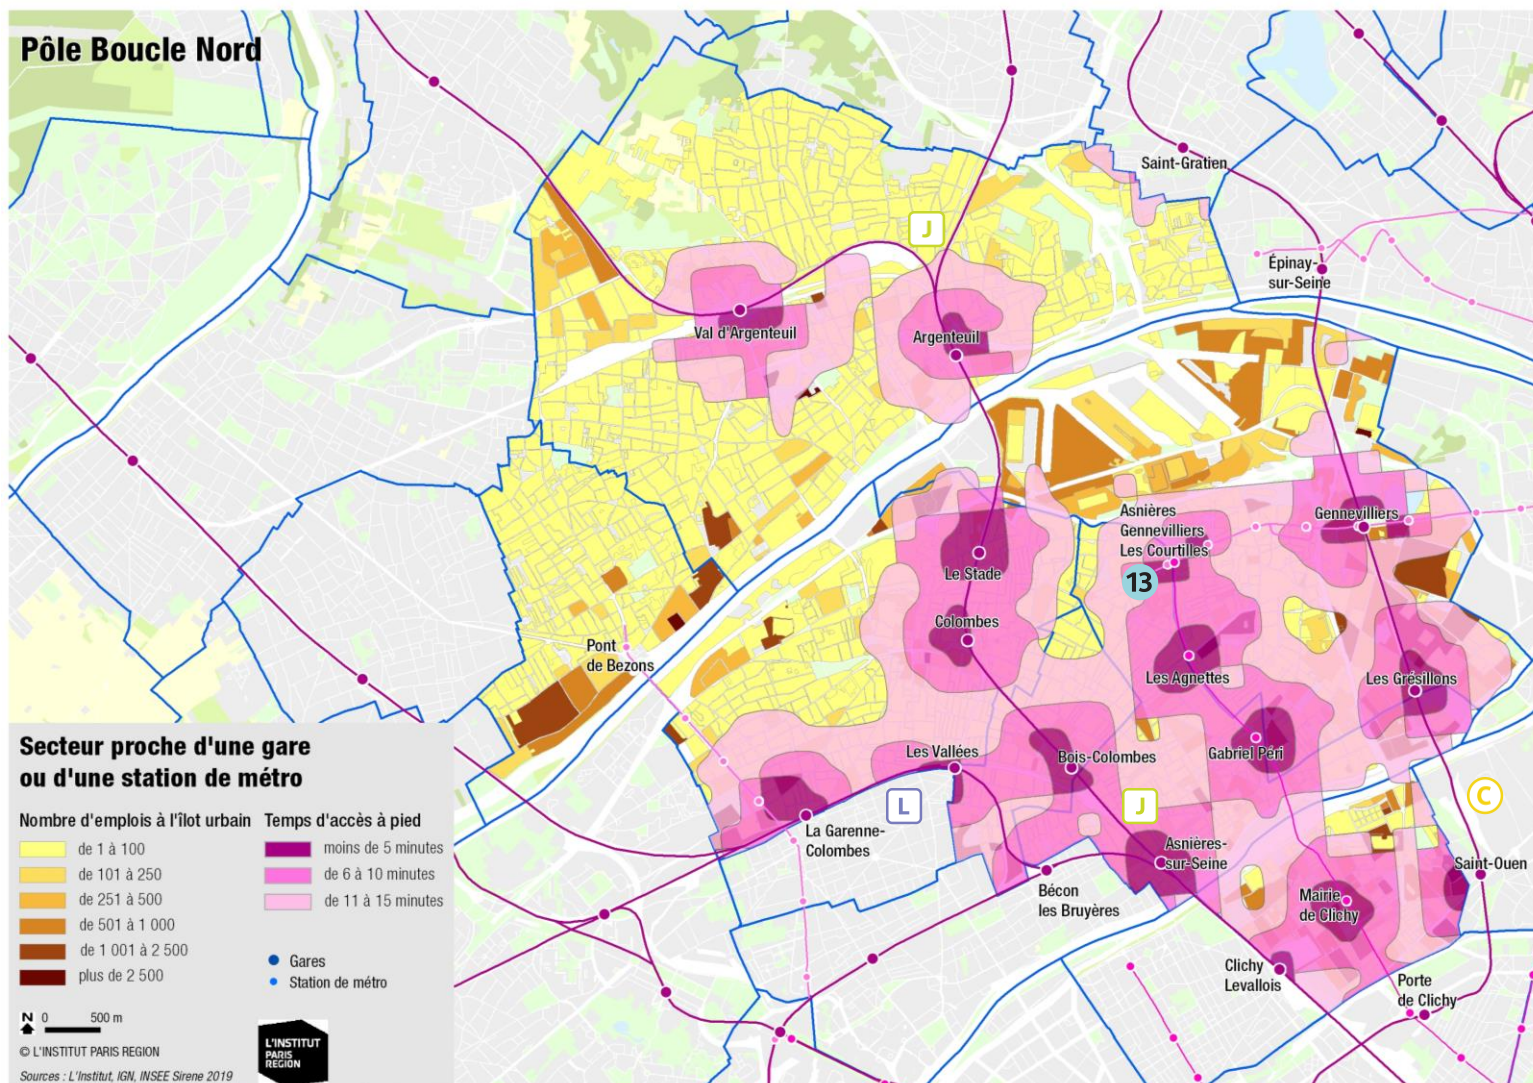 Pôle Boucle Nord
Saint-Gratien
J
Épinay-
sur-Seine
Val d'Argenteuil
Argenteuil
Asnières
Gennevilliers
Les Courtilles
Gennevilliers
13
Le Stade
Colombes
Pont
de Bezons
Les Agnettes
Les Grésillons
Les Vallées
Bois-Colombes
Gabriel Péri
L
J
C
La Garenne-
Colombes
Asnières-
sur-Seine
Saint-Ouen
Bécon
les Bruyères
Mairie
de Clichy
Clichy
Levallois
Porte
de Clichy
Secteur proche d'une gare
ou d'une station de métro
Nombre d'emplois à l'îlot urbain
de 1 à 100
de 101 à 250
de 251 à 500
de 501 à 1 000
de 1 001 à 2 500
plus de 2 500
Temps d'accès à pied
moins de 5 minutes
de 6 à 10 minutes
de 11 à 15 minutes
Gares
Station de métro
N 0 500 m
© L'INSTITUT PARIS REGION
Sources : L'Institut, IGN, INSEE Sirene 2019
L'INSTITUT
PARIS
REGION